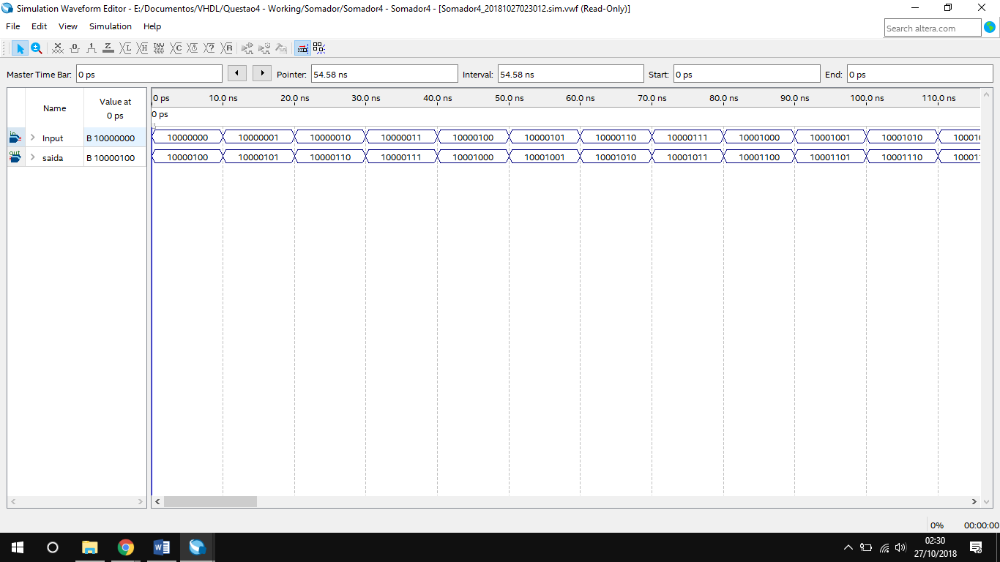 Simulation Waveform Editor - E:/Documentos/VHDL/Questao4 - Working/Somador/Somador4 - Somador4 - [Somador4_20181027023012.sim.vwf (Read-Only)]
File Edit View Simulation Help
Search altera.com
Master Time Bar: 0 ps Pointer: 54.58 ns Interval: 54.58 ns Start: 0 ps End: 0 ps
Name Value at 0 ps
0 ps 10.0 ns 20.0 ns 30.0 ns 40.0 ns 50.0 ns 60.0 ns 70.0 ns 80.0 ns 90.0 ns 100.0 ns 110.0 ns
0 ps
Input B 10000000 10000000 10000001 10000010 10000011 10000100 10000101 10000110 10000111 10001000 10001001 10001010 10001
saida B 10000100 10000100 10000101 10000110 10000111 10001000 10001001 10001010 10001011 10001100 10001101 10001110 10001
0% 00:00:00
02:30
27/10/2018